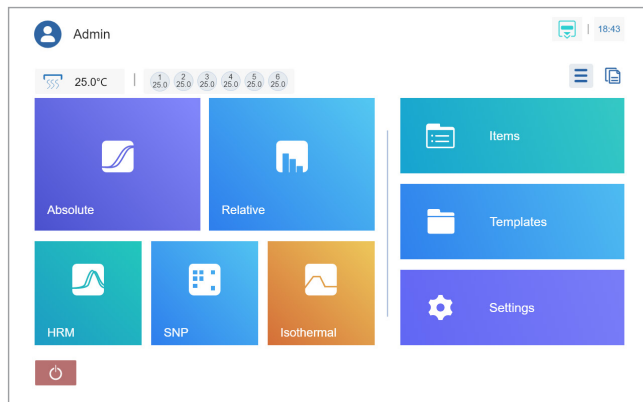 Admin
18:43
25.0°C
1 2 3 4 5 6
25.0 25.0 25.0 25.0 25.0 25.0
Absolute
Relative
Items
Templates
HRM
SNP
Isothermal
Settings